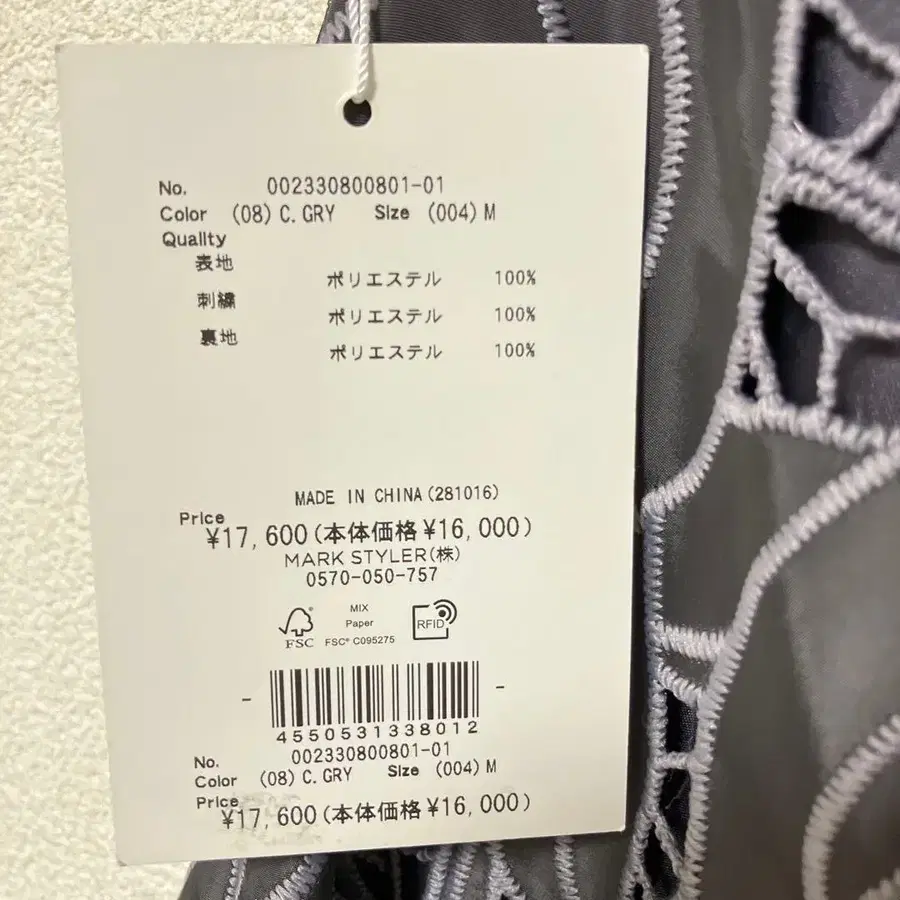 No. 002330800801-01
Color (08) C.GRY Size (004) M
Quality
表地 ポリエステル 100%
刺繍 ポリエステル 100%
裏地 ポリエステル 100%
MADE IN CHINA(281016)
Price
¥17,600(本体価格¥16,000)
MARK STYLER(株)
0570-050-757
FSC
MIX
Paper
FSC® C095275
RFID
4550531338012
No. 002330800801-01
Color (08) C.GRY Size (004) M
Price
¥17,600(本体価格¥16,000)